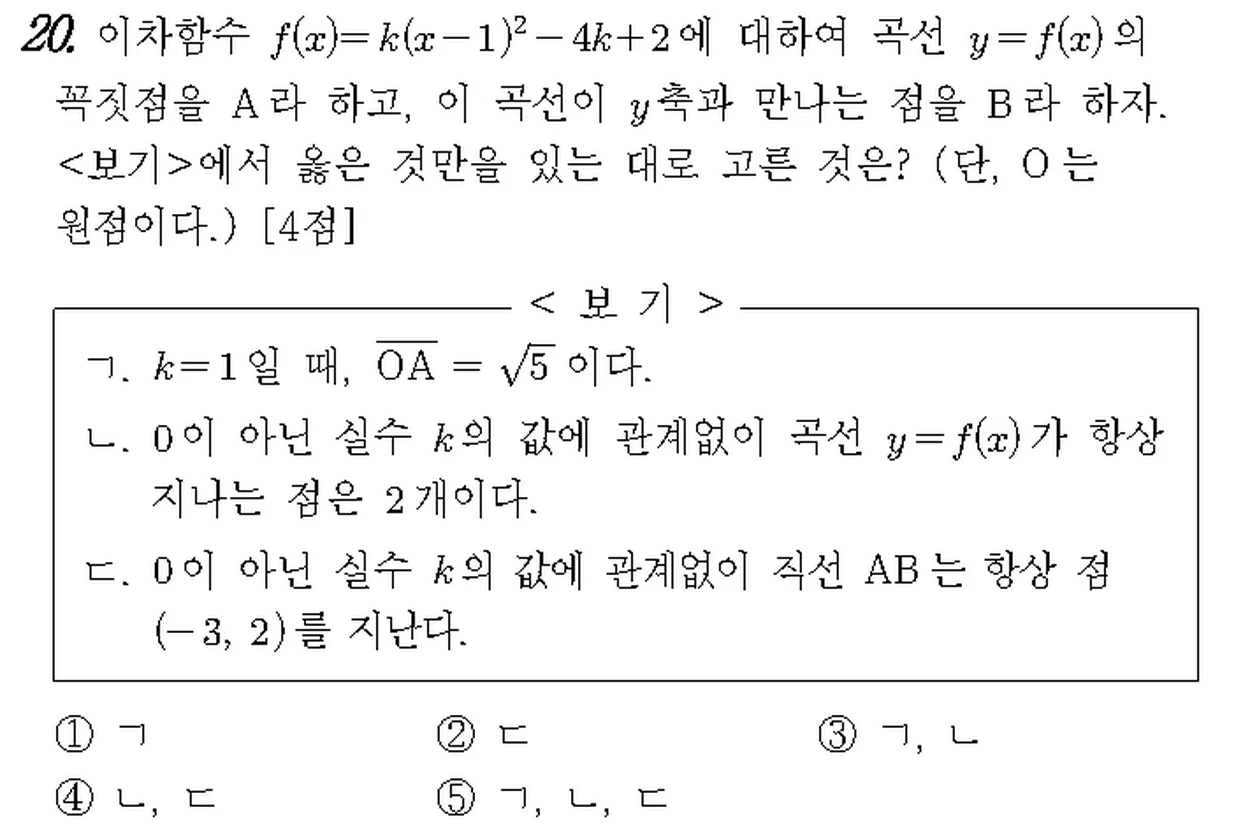 20. 이차함수 f(x)=k(x−1)²−4k+2에 대하여 곡선 y=f(x)의
꼭짓점을 A라 하고, 이 곡선이 y축과 만나는 점을 B라 하자.
<보기>에서 옳은 것만을 있는 대로 고른 것은? (단, O는
원점이다.) [4점]
< 보 기 >
ㄱ. k=1일 때, O̅A̅ = √5 이다.
ㄴ. 0이 아닌 실수 k의 값에 관계없이 곡선 y=f(x)가 항상
지나는 점은 2개이다.
ㄷ. 0이 아닌 실수 k의 값에 관계없이 직선 AB는 항상 점
(−3, 2)를 지난다.
① ㄱ ② ㄷ ③ ㄱ, ㄴ
④ ㄴ, ㄷ ⑤ ㄱ, ㄴ, ㄷ